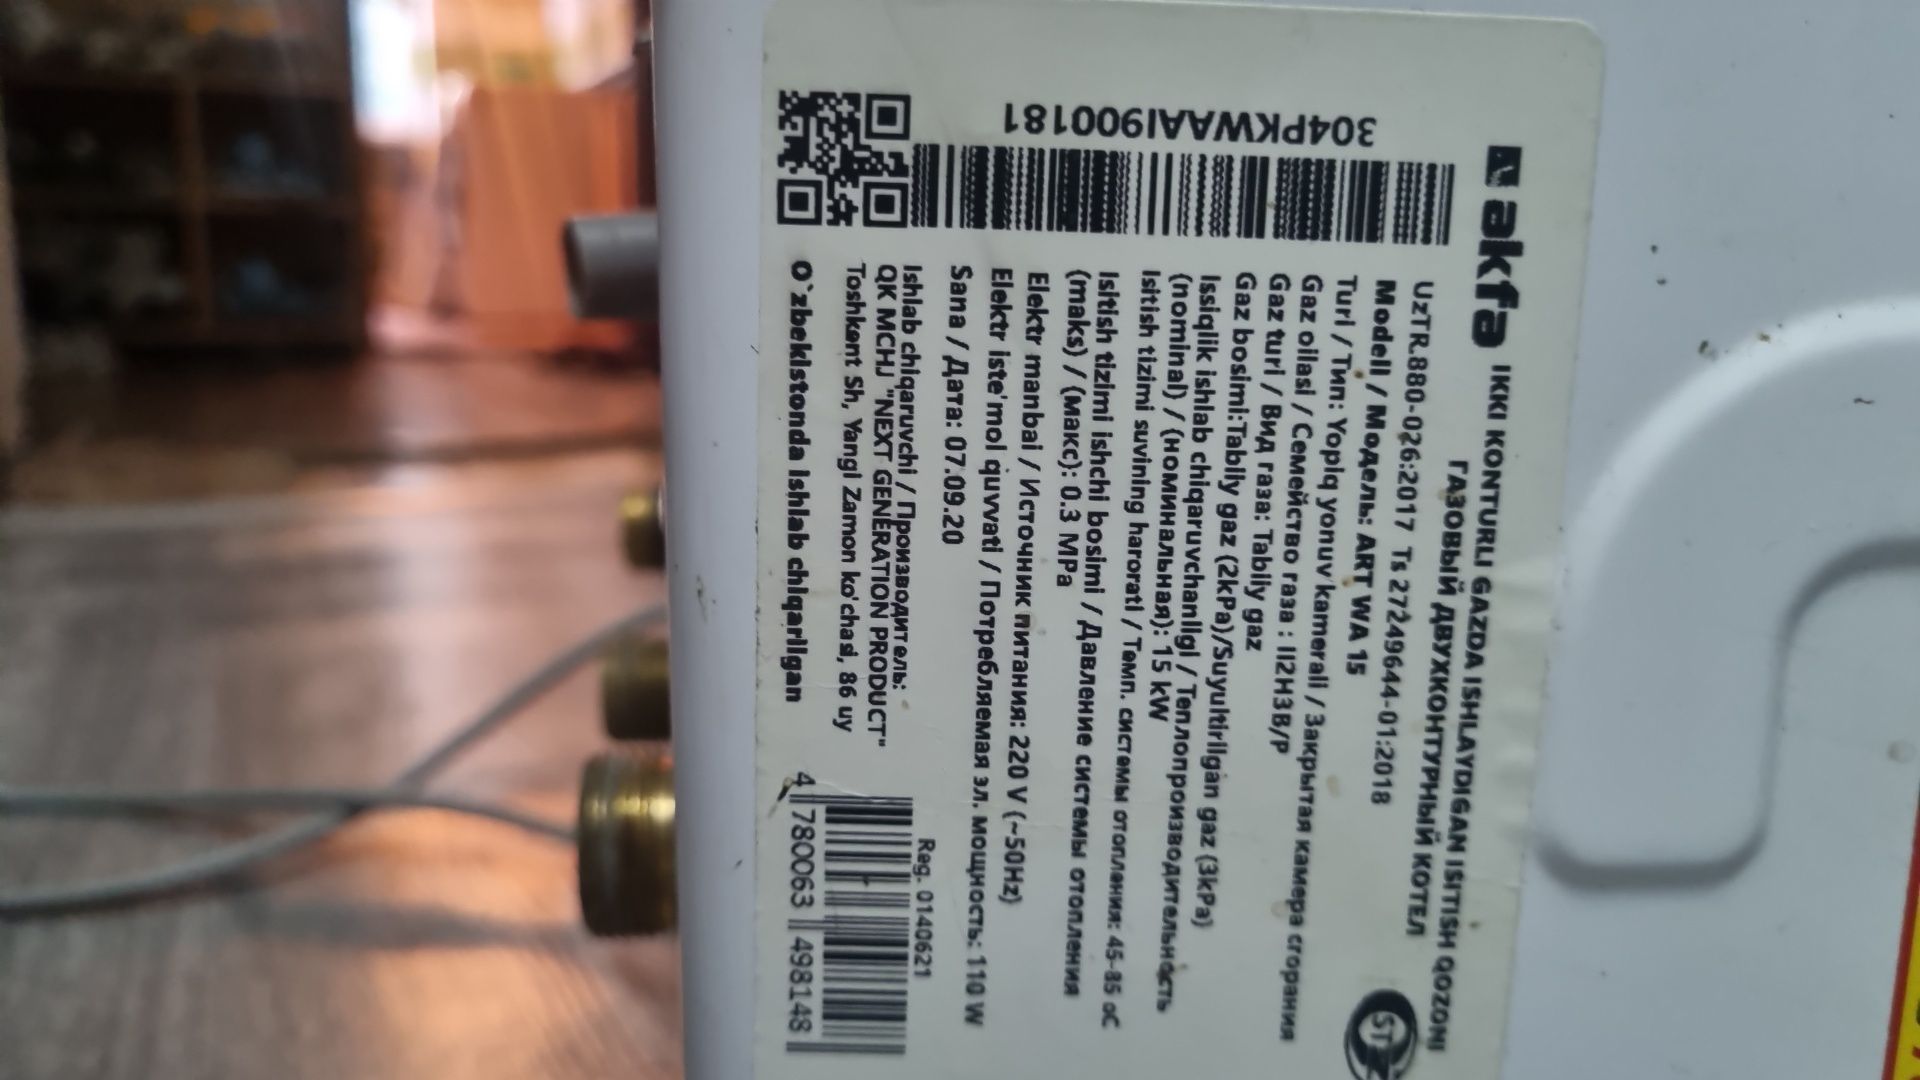 akfa
IKKI KONTURLI GAZDA ISHLAYDIGAN ISITISH QOZONI
ГАЗОВЫЙ ДВУХКОНТУРНЫЙ КОТЕЛ
UzTR.880-026:2017 Ts 27249644-01:2018
Modeli / Модель: ART WA 15
Turi / Тип: Yopiq yonuv kamerali / Закрытая камера сгорания
Gaz oilasi / Семейство газа : II2H3B/P
Gaz turi / Вид газа: Tabiiy gaz
Gaz bosimi:Tabiiy gaz (2kPa)/Suyultirilgan gaz (3kPa)
Issiqlik ishlab chiqaruvchanligi / Теплопроизводительность
(nominal) / (номинальная): 15 kW
Isitish tizimi suvining harorati / Темп. системы отопления: 45-85 oC
Isitish tizimi ishchi bosimi / Давление системы отопления
(maks) / (макс): 0.3 MPa
Elektr manbai / Источник питания: 220 V (~50Hz)
Elektr iste'mol quvvati / Потребляемая эл. мощность: 110 W
Sana / Дата: 07.09.20
Ishlab chiqaruvchi / Производитель:
QK MCHJ "NEXT GENERATION PRODUCT"
Toshkent Sh, Yangi Zamon ko'chasi, 86 uy
O`zbekistonda ishlab chiqarilgan
304PKWAAI900181
Reg. 0140621
4 780063 498148